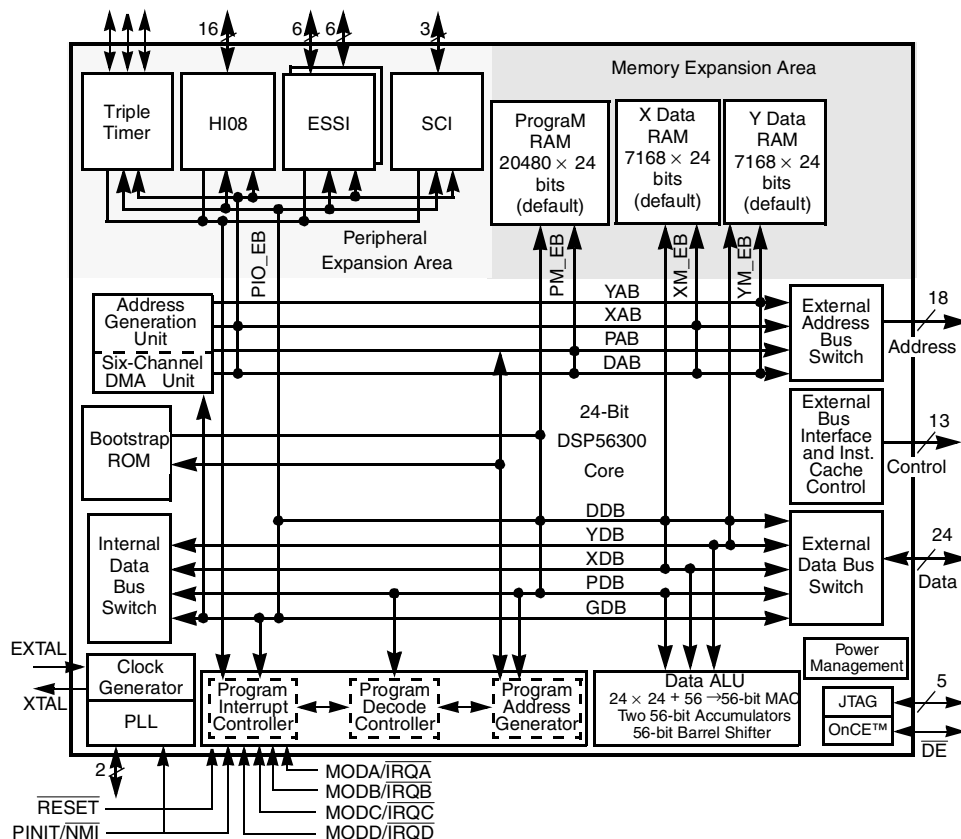 16
6
6
3
Memory Expansion Area
Triple
Timer
HI08
ESSI
SCI
PrograM
RAM
20480 × 24
bits
(default)
X Data
RAM
7168 × 24
bits
(default)
Y Data
RAM
7168 × 24
bits
(default)
Peripheral
Expansion Area
PIO_EB
PM_EB
XM_EB
YM_EB
Address
Generation
Unit
Six-Channel
DMA Unit
YAB
XAB
PAB
DAB
External
Address
Bus
Switch
18
Address
Bootstrap
ROM
24-Bit
DSP56300
Core
External
Bus
Interface
and Inst.
Cache
Control
13
Control
Internal
Data
Bus
Switch
DDB
YDB
XDB
PDB
GDB
External
Data Bus
Switch
24
Data
EXTAL
XTAL
Clock
Generator
PLL
2
Program
Interrupt
Controller
Program
Decode
Controller
Program
Address
Generator
Data ALU
24 × 24 + 56 →56-bit MAC
Two 56-bit Accumulators
56-bit Barrel Shifter
Power
Management
JTAG
OnCE™
5
DE
RESET
PINIT/NMI
MODA/IRQA
MODB/IRQB
MODC/IRQC
MODD/IRQD